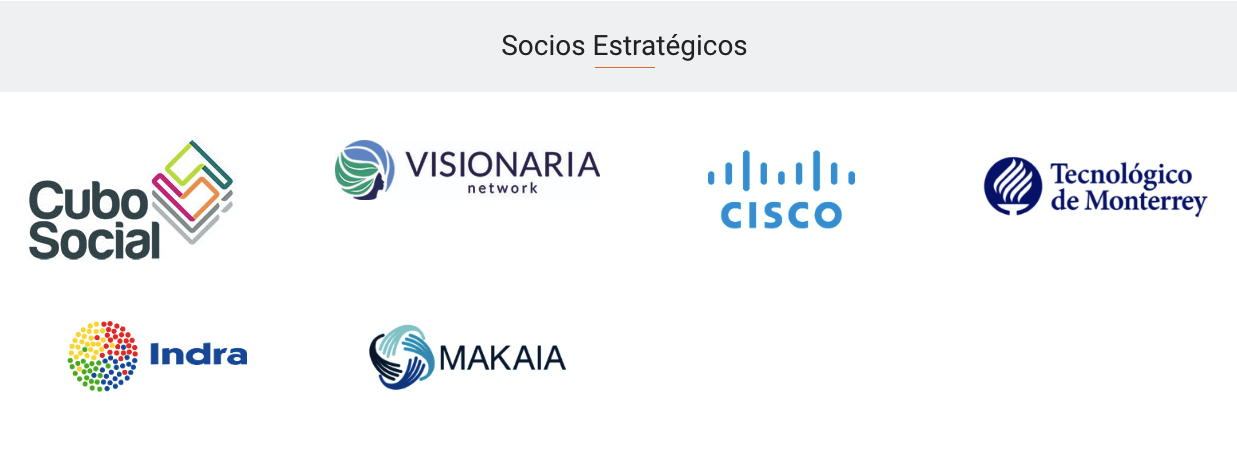 Socios Estratégicos
Cubo
Social
VISIONARIA
network
CISCO
Tecnológico
de Monterrey
Indra
MAKAIA